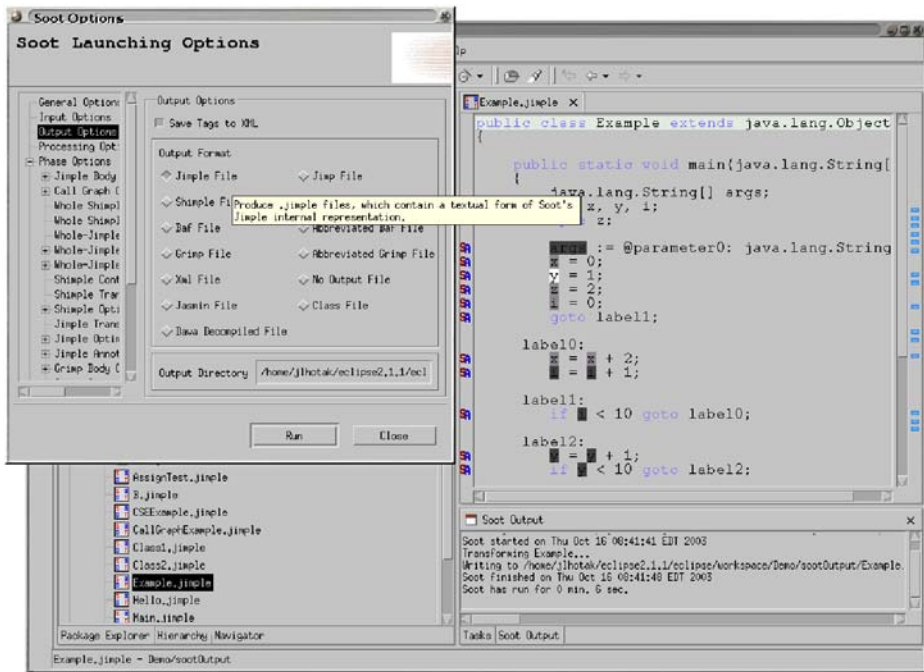 Soot Options
Soot Launching Options
General Option
Input Options
Output Options
Processing Opt
Phase Options
Jimple Body
Call Graph C
Whole Shimpl
Whole Shimpl
Whole-Jimple
Whole-Jimple
Whole-Jimple
Shimple Cont
Shimple Tran
Shimple Opti
Jimple Trans
Jimple Optim
Jimple Annot
Grimp Body C
Output Options
Save Tags to XML
Output Format
Jimple File
Jimp File
Shimple Fi
Produce .jimple files, which contain a textual form of Soot's
Jimple internal representation.
Baf File
Abbreviated Baf File
Grimp File
Abbreviated Grimp File
Xml File
No Output File
Jasmin File
Class File
Dava Decompiled File
Output Directory
/home/jlhotak/eclipse2.1.1/ecl
Run
Close
lp
Example.jimple
public class Example extends java.lang.Object
{
public static void main(java.lang.String[
{
java.lang.String[] args;
x, y, i;
z;
args := @parameter0: java.lang.String
x = 0;
y = 1;
z = 2;
i = 0;
goto label1;
label0:
x = x + 2;
i = i + 1;
label1:
if i < 10 goto label0;
label2:
y = y + 1;
if y < 10 goto label2;
AssignTest.jimple
B.jimple
CSEExample.jimple
CallGraphExample.jimple
Class1.jimple
Class2.jimple
Example.jimple
Hello.jimple
Main.jimple
Package Explorer Hierarchy Navigator
Soot Output
Soot started on Thu Oct 16 08:41:41 EDT 2003
Transforming Example...
Writing to /home/jlhotak/eclipse2.1.1/eclipse/workspace/Demo/sootOutput/Example.
Soot finished on Thu Oct 16 08:41:48 EDT 2003
Soot has run for 0 min. 6 sec.
Tasks Soot Output
Example.jimple - Demo/sootOutput